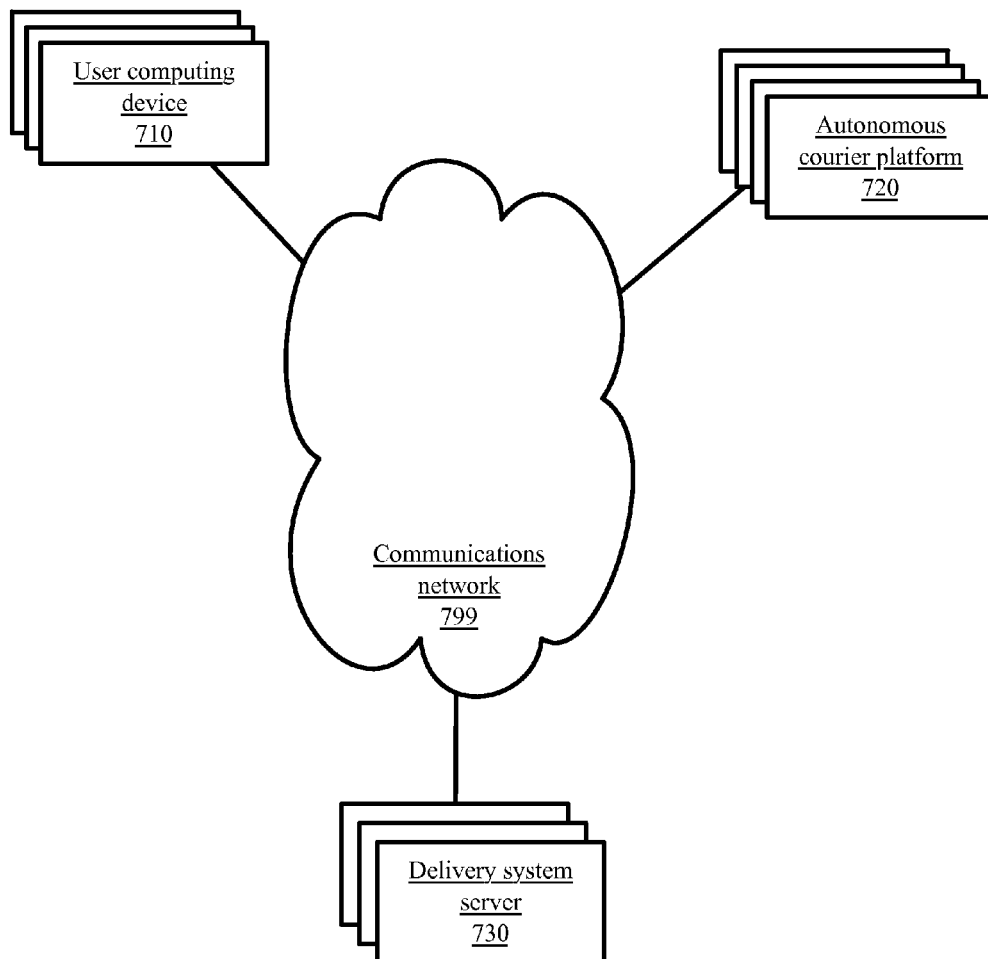 User computing
device
710
Autonomous
courier platform
720
Communications
network
799
Delivery system
server
730